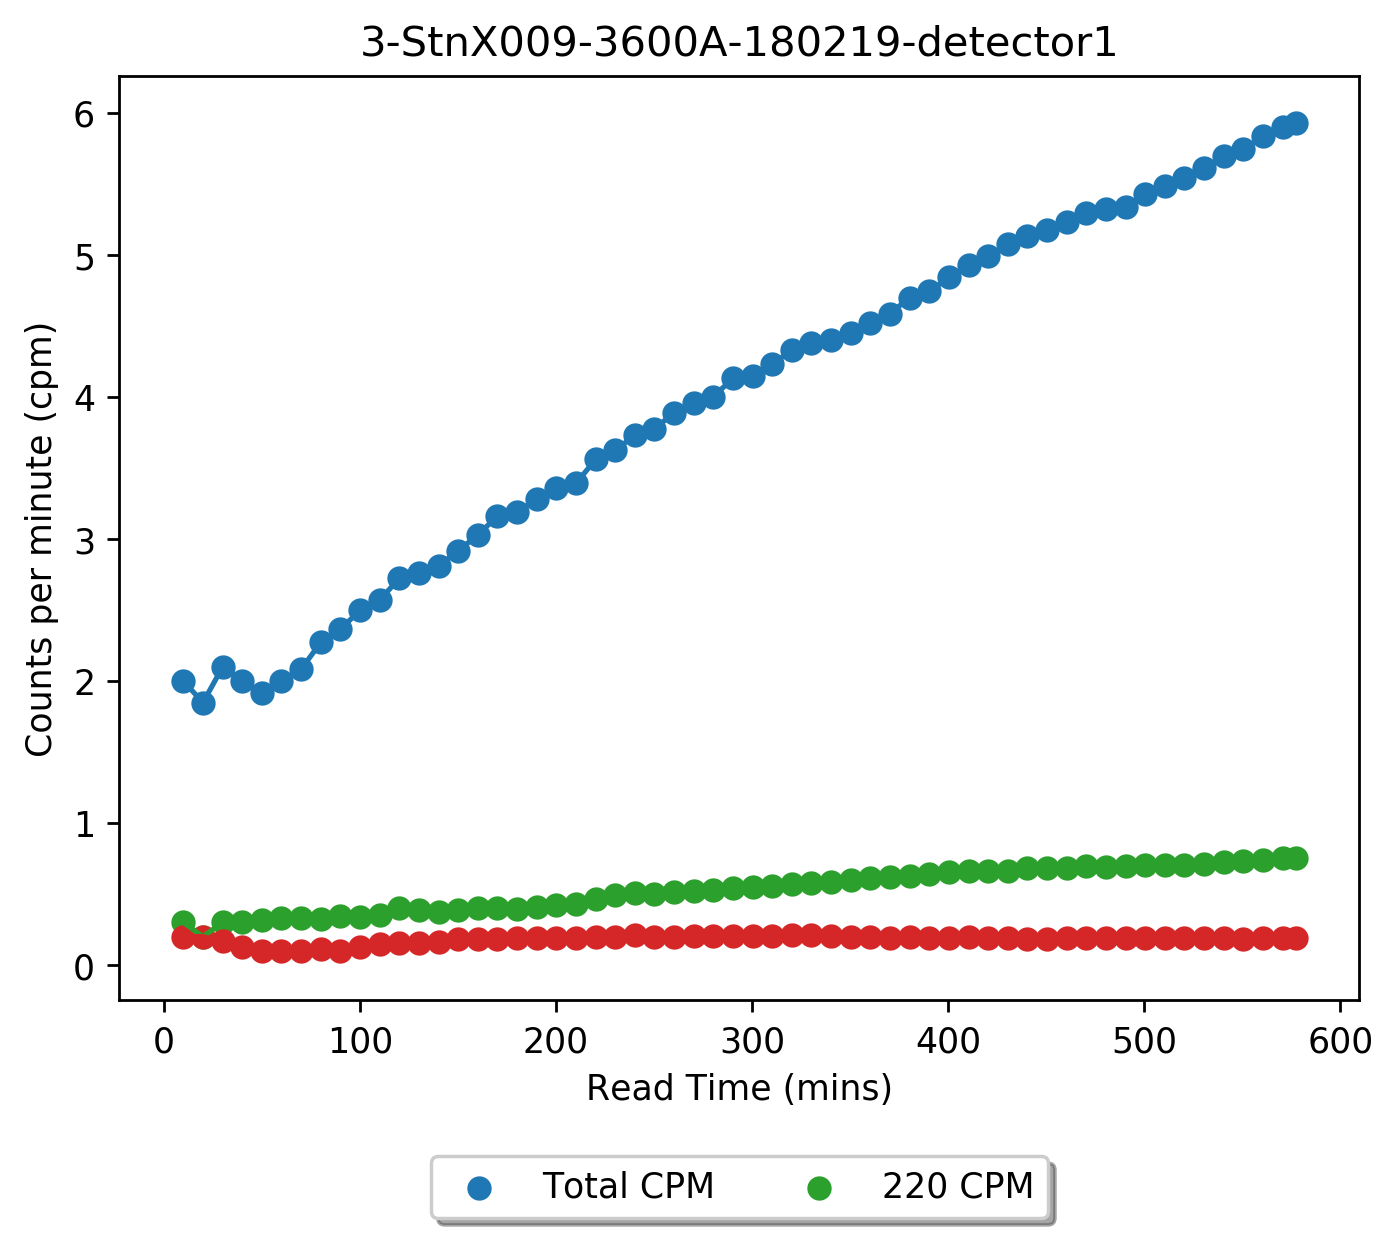 3-StnX009-3600A-180219-detector1
Counts per minute (cpm)
6
5
4
3
2
1
0
0 100 200 300 400 500 600
Read Time (mins)
Total CPM 220 CPM